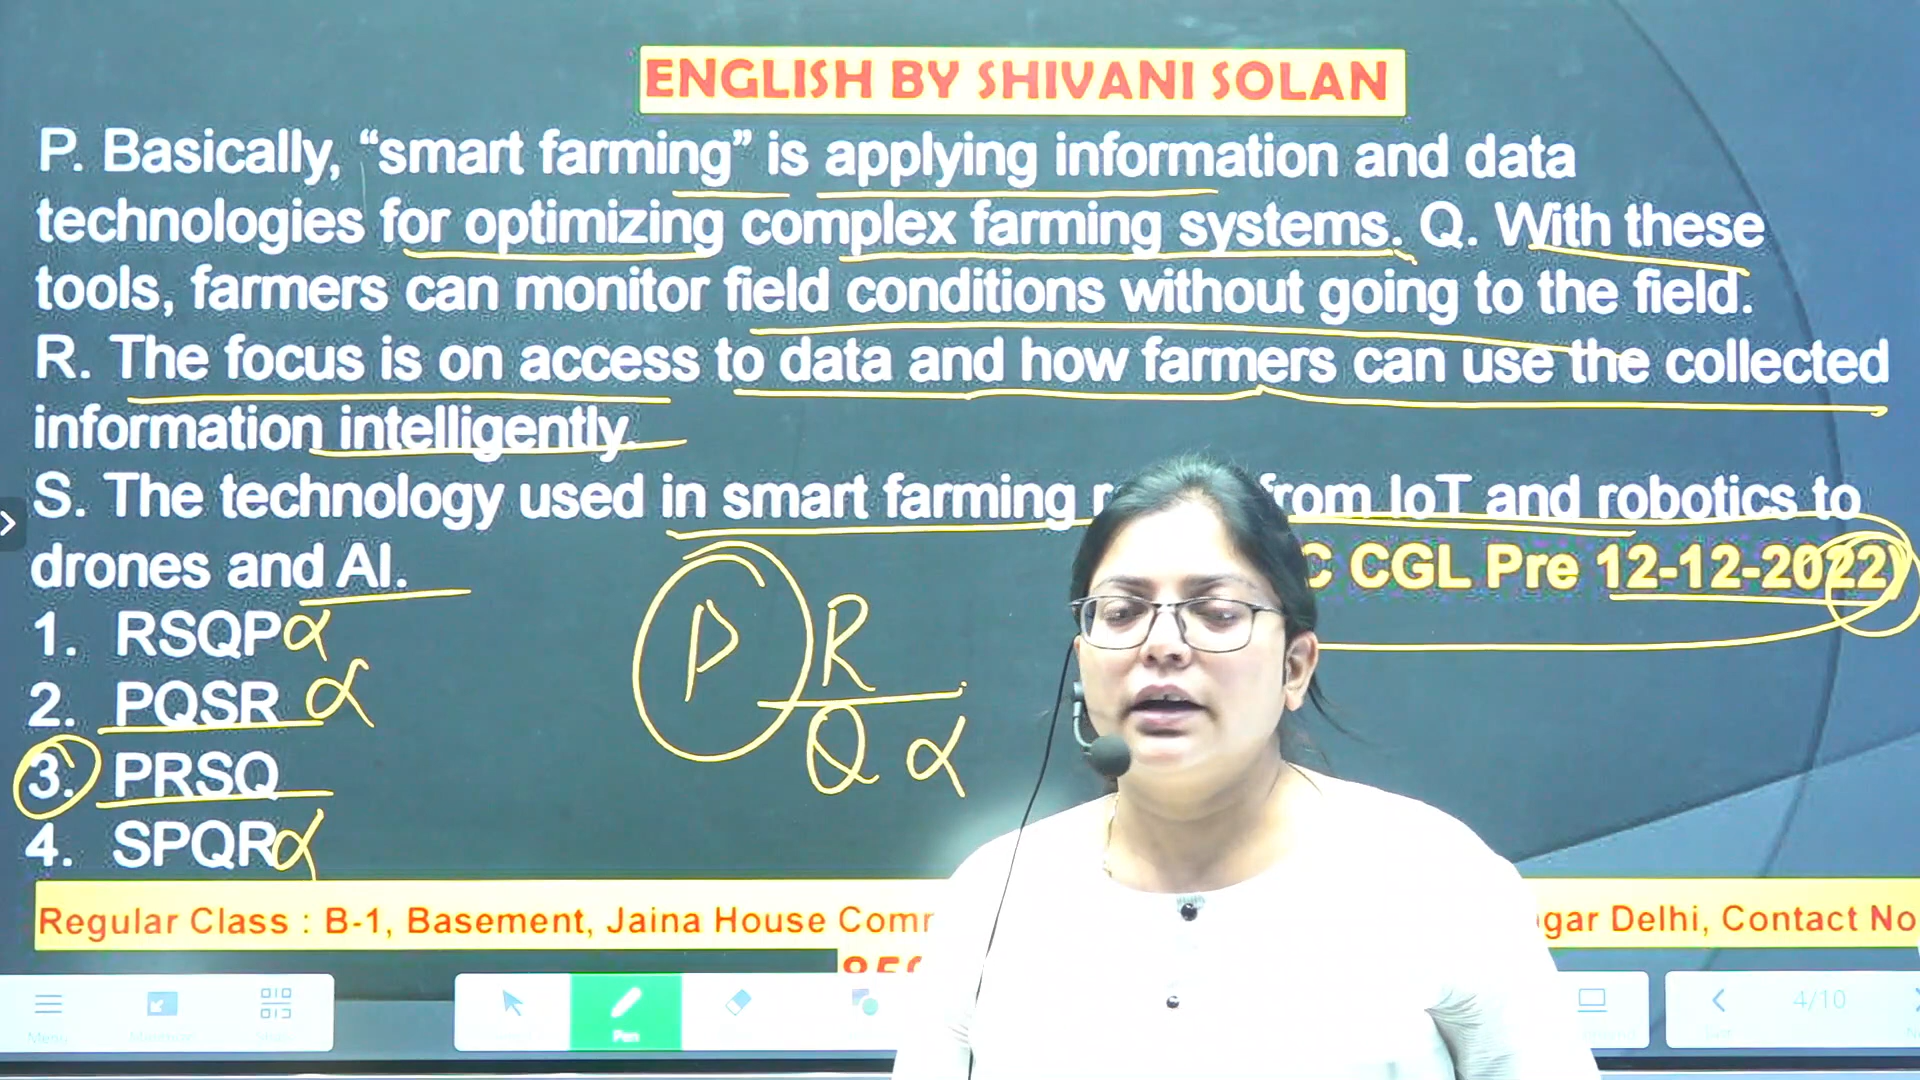 ENGLISH BY SHIVANI SOLAN
P. Basically, “smart farming” is applying information and data
technologies for optimizing complex farming systems. Q. With these
tools, farmers can monitor field conditions without going to the field.
R. The focus is on access to data and how farmers can use the collected
information intelligently.
S. The technology used in smart farming from IoT and robotics to
drones and AI.
C CGL Pre 12-12-2022)
1. RSQP α
2. PQSR α
3. PRSQ
4. SPQR α
P R
Q α
Regular Class : B-1, Basement, Jaina House gar Delhi, Contact No
Menu
Pen
4/10